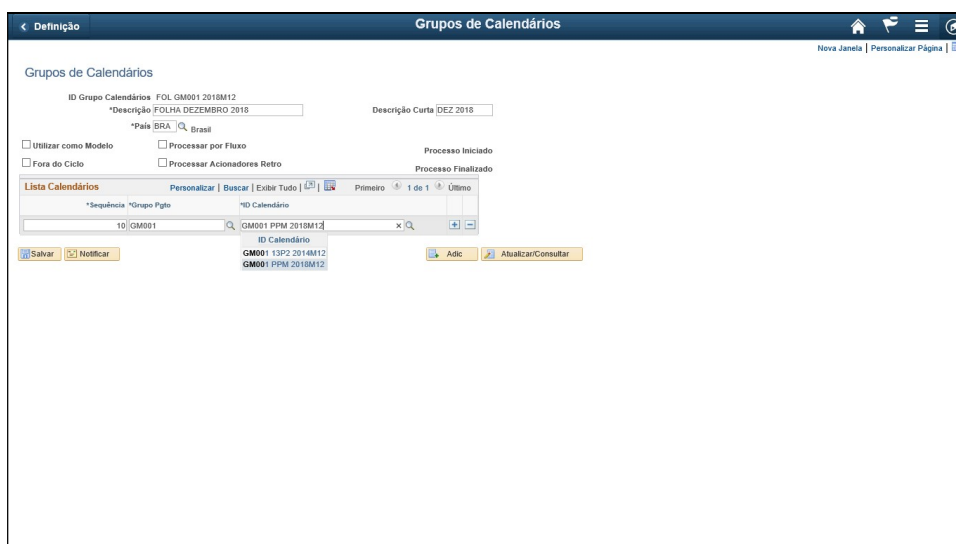 Definição
Grupos de Calendários
Nova Janela | Personalizar Página |
Grupos de Calendários
ID Grupo Calendários FOL GM001 2018M12
*Descrição FOLHA DEZEMBRO 2018 Descrição Curta DEZ 2018
*País BRA Brasil
Utilizar como Modelo Processar por Fluxo Processo Iniciado
Fora do Ciclo Processar Acionadores Retro Processo Finalizado
Lista Calendários Personalizar | Buscar | Exibir Tudo | | Primeiro 1 de 1 Último
*Sequência *Grupo Pgto *ID Calendário
10 GM001 GM001 PPM 2018M12
ID Calendário
GM001 13P2 2014M12
GM001 PPM 2018M12
Salvar Notificar Adic Atualizar/Consultar